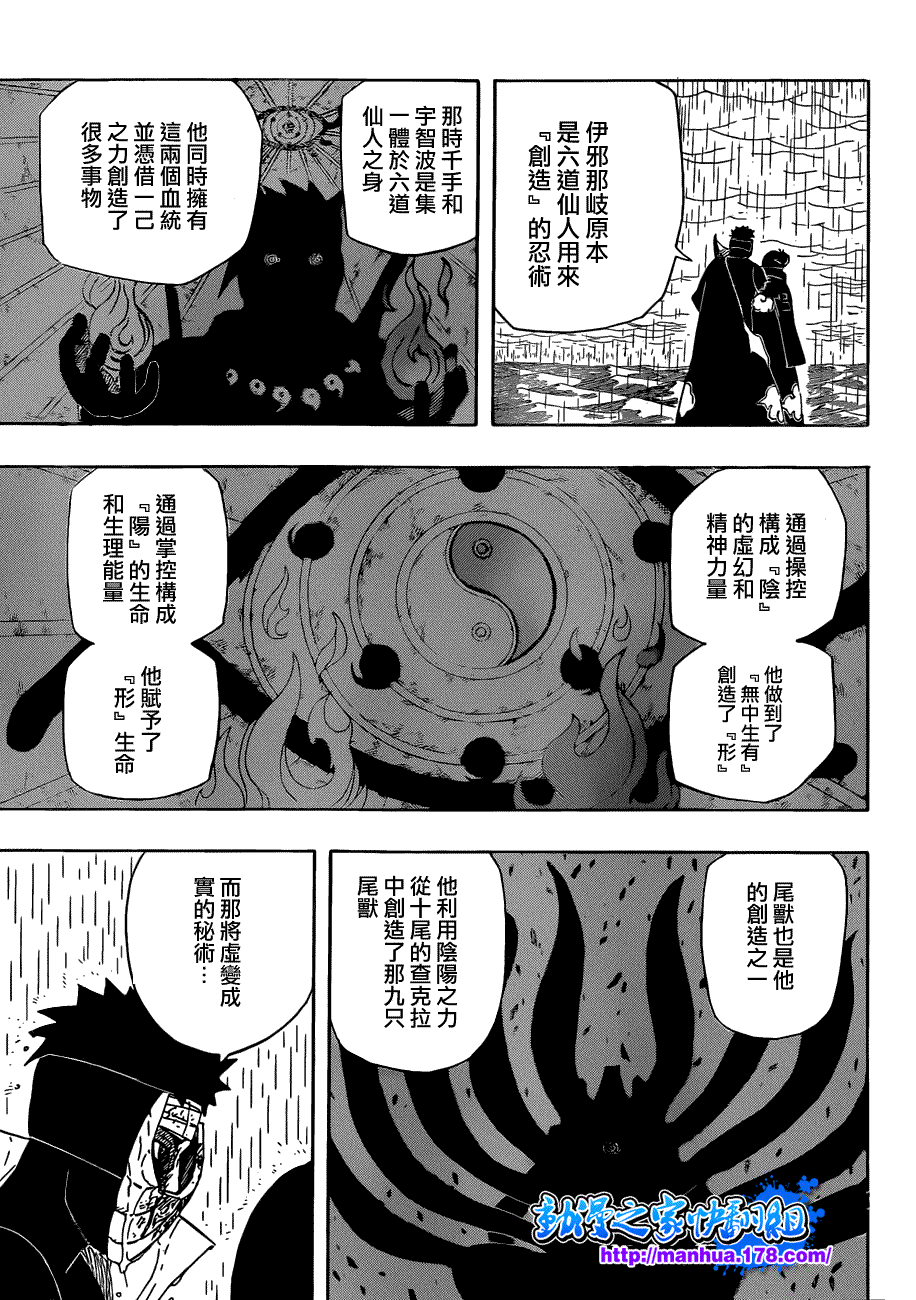 伊邪那岐原本
是六道仙人用來
『創造』的忍術
那時千手和
宇智波是集
一體於六道
仙人之身
他同時擁有
這兩個血統
並憑借一己
之力創造了
很多事物
通過操控
構成『陰』
的虛幻和
精神力量
他做到了
『無中生有』
創造了『形』
通過掌控構成
『陽』的生命
和生理能量
他賦予了
『形』生命
尾獸也是他
的創造之一
他利用陰陽之力
從十尾的查克拉
中創造了那九只
尾獸
而那將虛變成
實的秘術…
動漫之家快翻組
http://manhua.178.com/